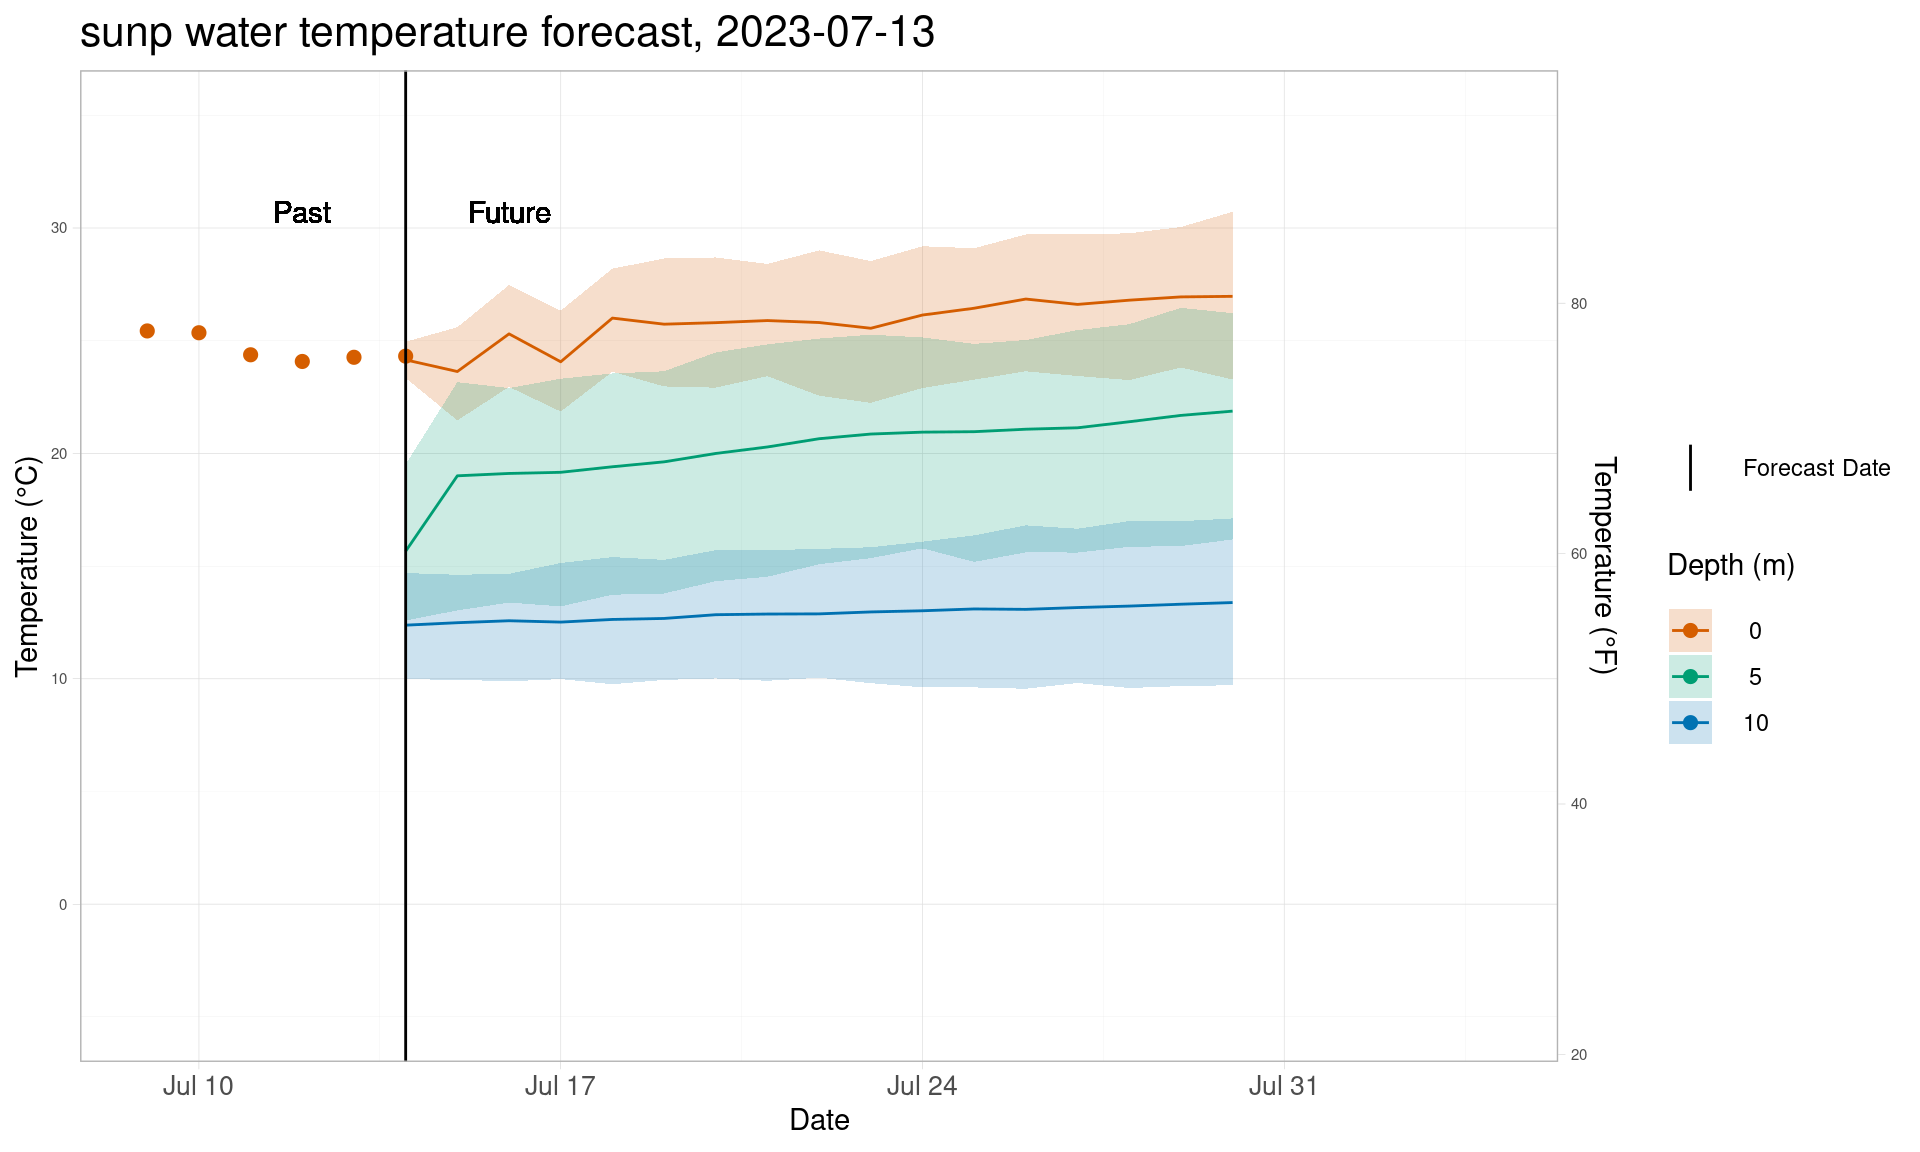 sunp water temperature forecast, 2023-07-13
Past
Future
30
20
10
0
Temperature (°C)
80
60
40
20
Temperature (°F)
Jul 10
Jul 17
Jul 24
Jul 31
Date
Forecast Date
Depth (m)
0
5
10